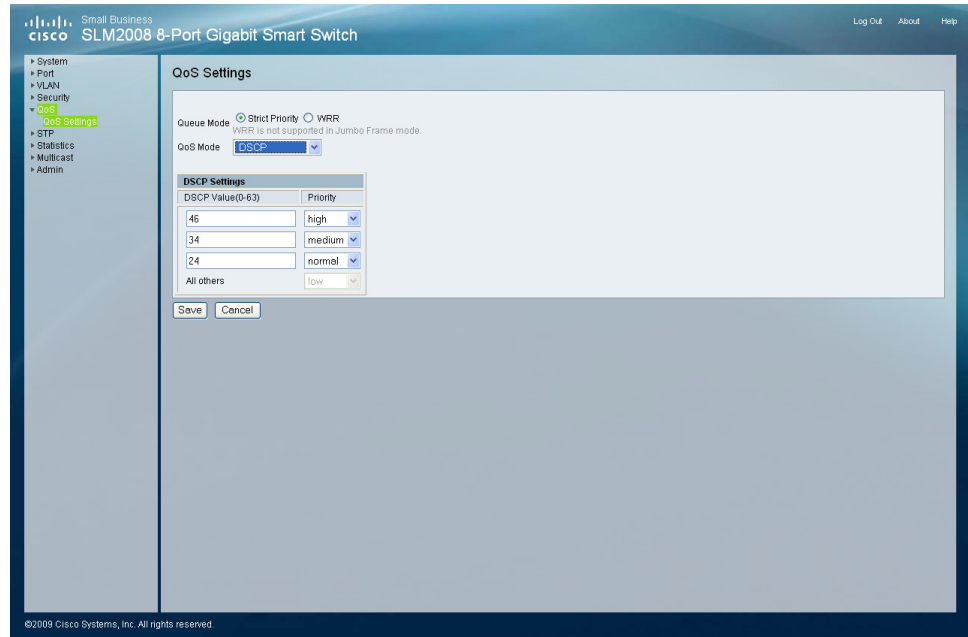 Small Business
cisco SLM2008 8-Port Gigabit Smart Switch
Log Out About Help
System
Port
VLAN
Security
QoS
QoS Settings
STP
Statistics
Multicast
Admin
QoS Settings
Queue Mode Strict Priority WRR
WRR is not supported in Jumbo Frame mode.
QoS Mode DSCP
DSCP Settings
DSCP Value(0-63) Priority
46 high
34 medium
24 normal
All others low
Save Cancel
©2009 Cisco Systems, Inc. All rights reserved.